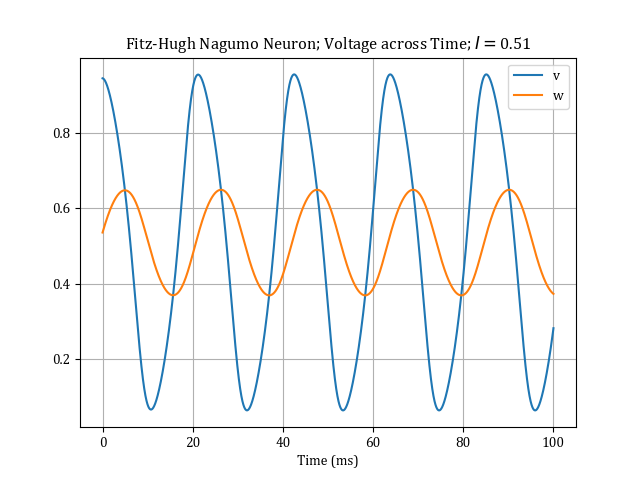 Fitz-Hugh Nagumo Neuron; Voltage across Time; I = 0.51
v
w
0.8
0.6
0.4
0.2
0 20 40 60 80 100
Time (ms)